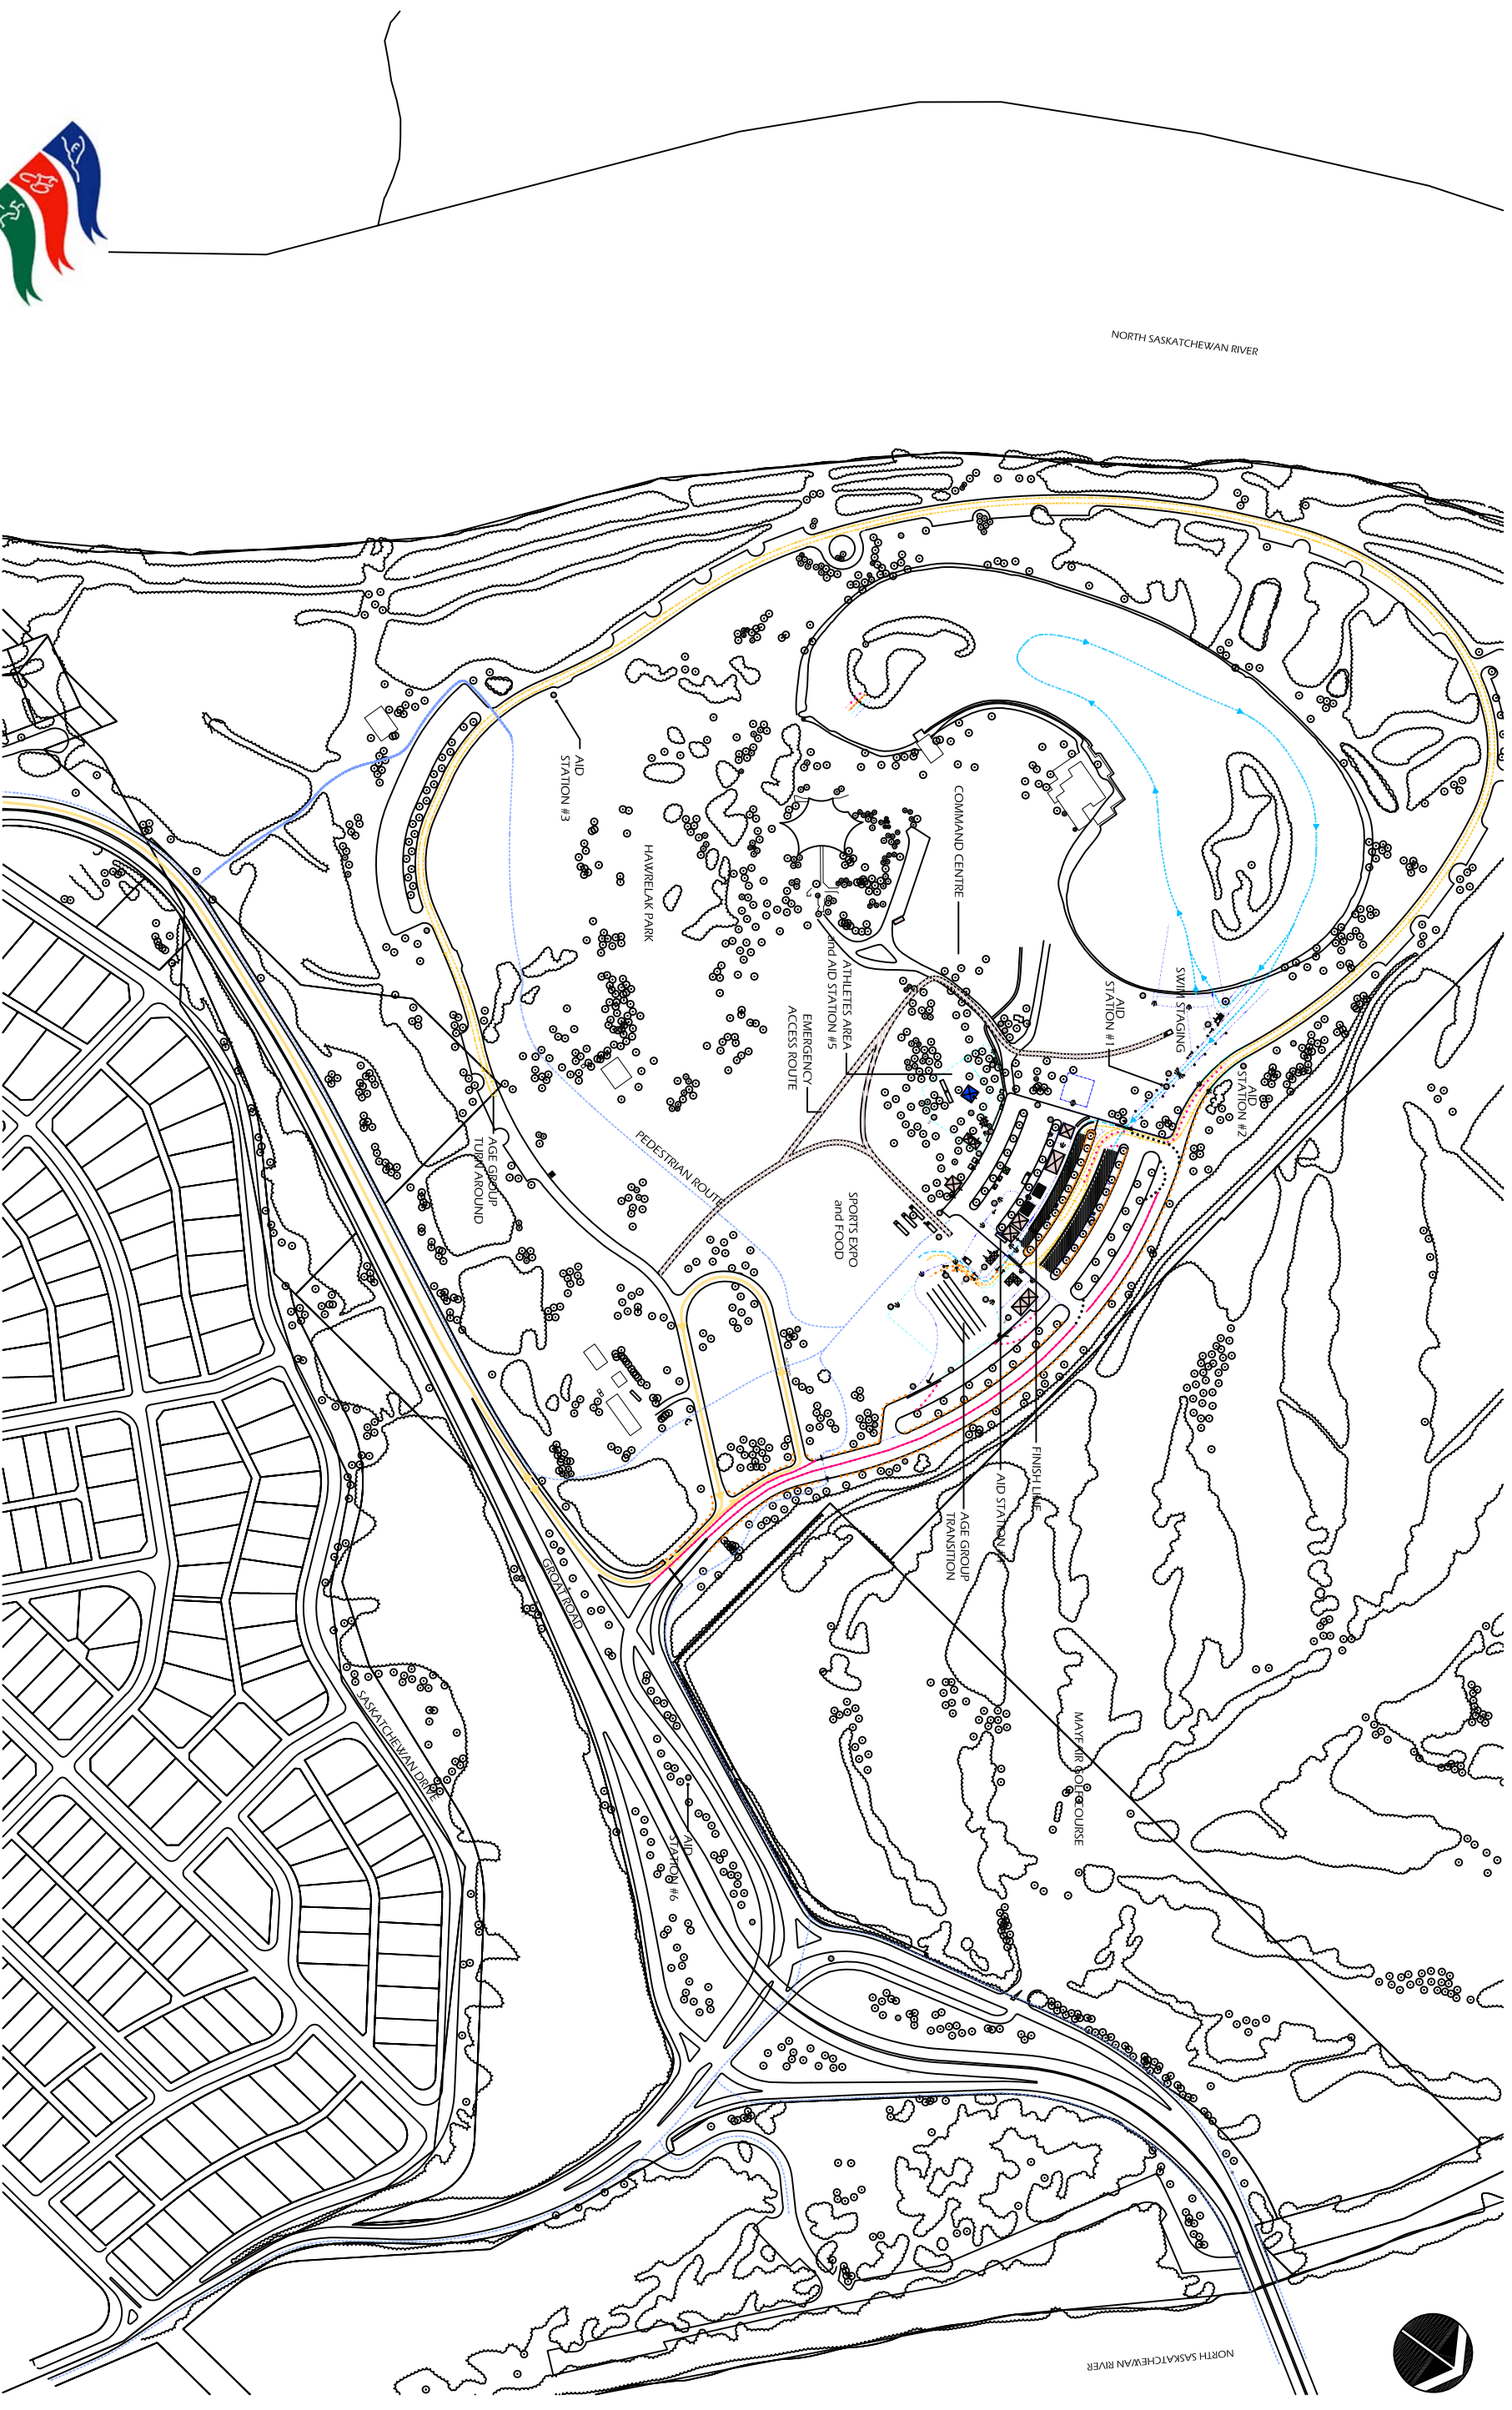 NORTH SASKATCHEWAN RIVER
AID
STATION #3
HAWRELAK PARK
COMMAND CENTRE
SWIM STAGING
AID
STATION #1
ATHLETES AREA
and AID STATION #5
EMERGENCY
ACCESS ROUTE
AID
STATION #2
AGE GROUP
TURN AROUND
PEDESTRIAN ROUTE
SPORTS EXPO
and FOOD
FINISH LINE
AID STATION
AGE GROUP
TRANSITION
GROAT ROAD
SASKATCHEWAN DRIVE
MAYFAIR GOLF COURSE
AID
STATION #6
NORTH SASKATCHEWAN RIVER